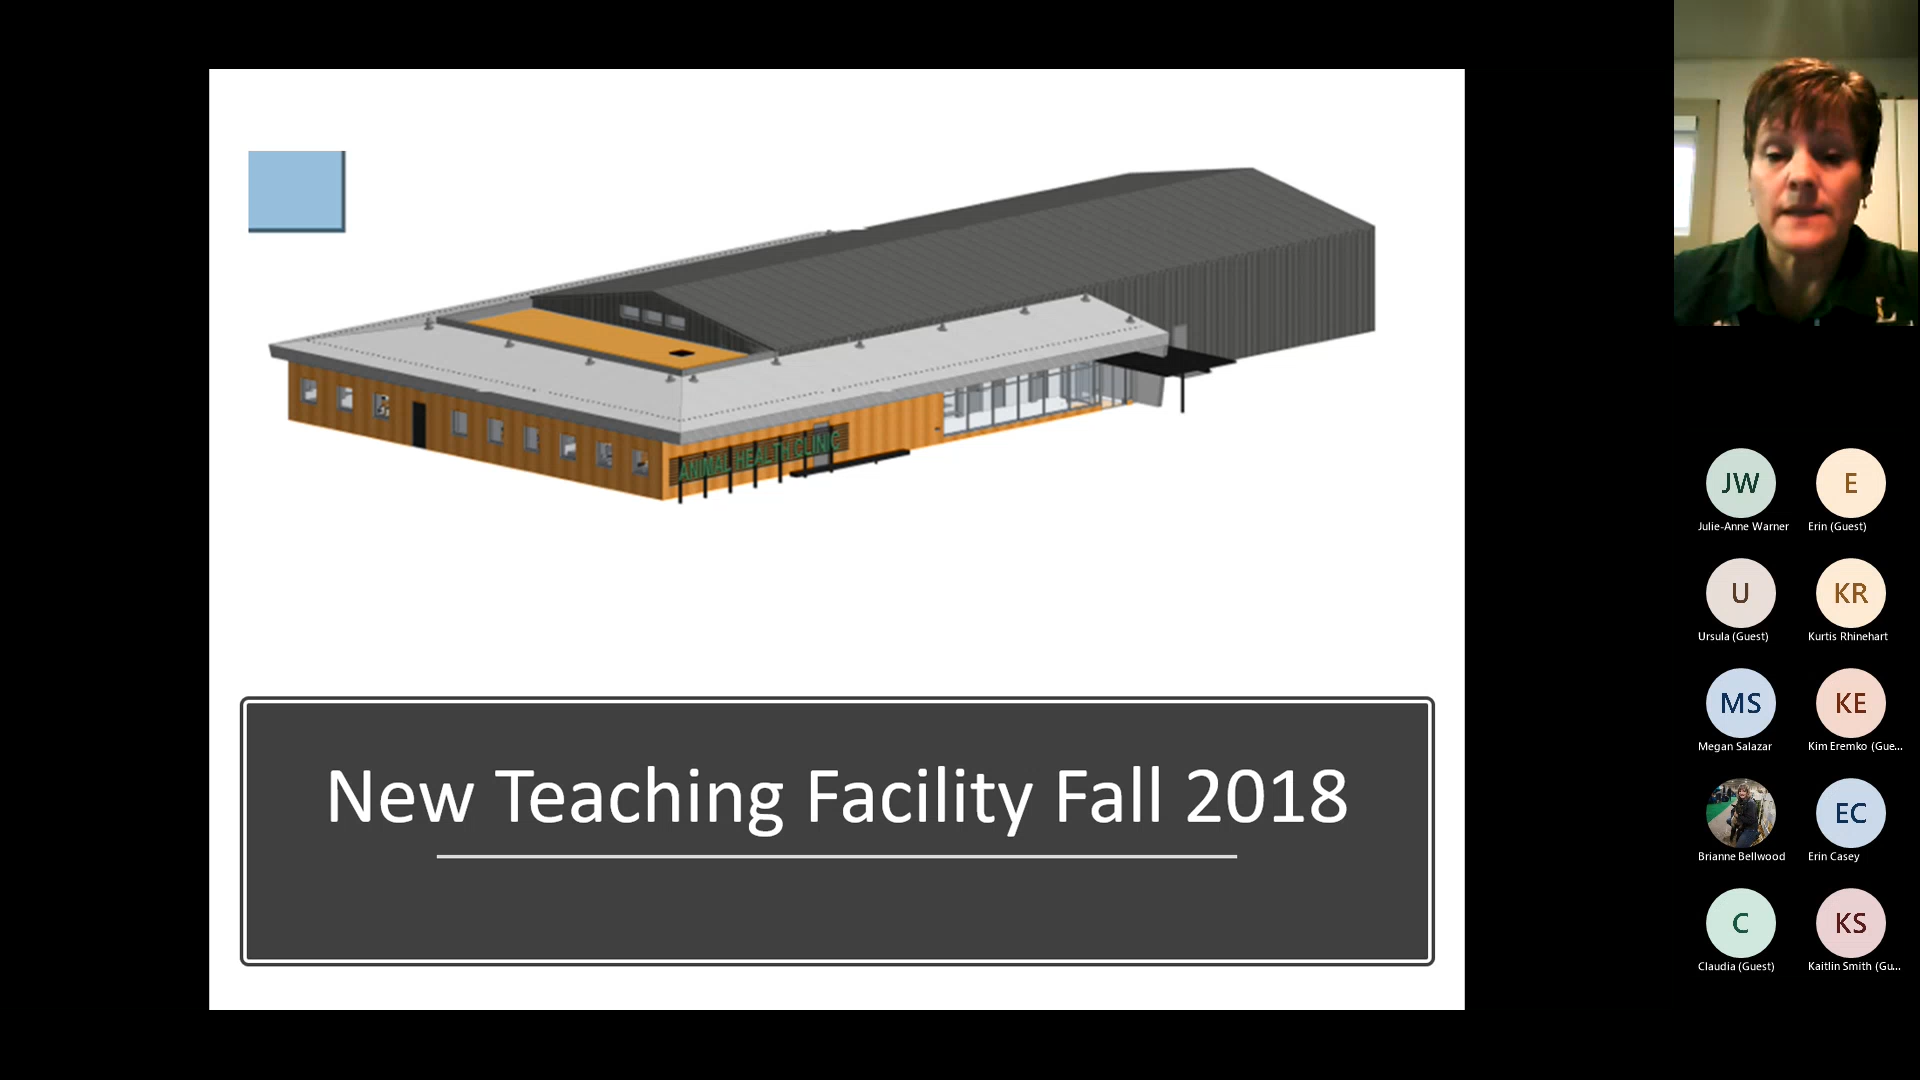 ANIMAL HEALTH CLINIC
New Teaching Facility Fall 2018
L
JW
E
Julie-Anne Warner
Erin (Guest)
U
KR
Ursula (Guest)
Kurtis Rhinehart
MS
KE
Megan Salazar
Kim Eremko (Gue...
EC
Brianne Bellwood
Erin Casey
C
KS
Claudia (Guest)
Kaitlin Smith (Gu...